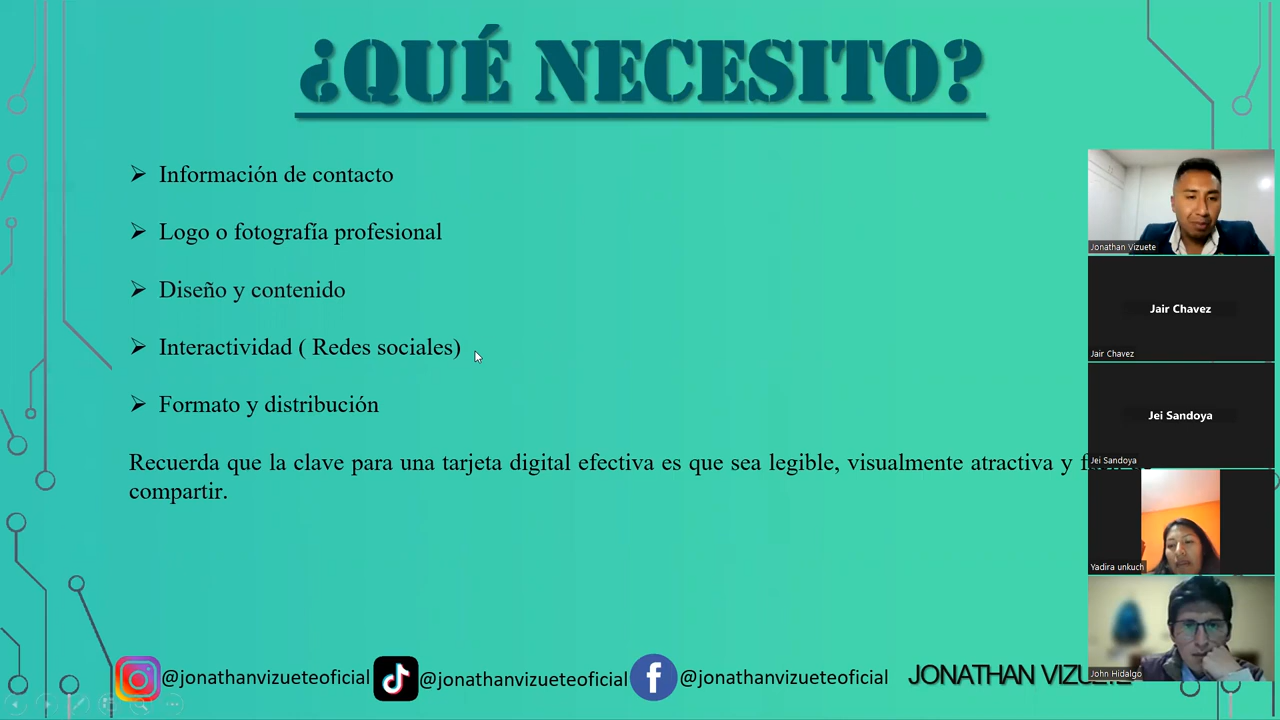 ¿QUÉ NECESITO?
Información de contacto
Logo o fotografía profesional
Diseño y contenido
Interactividad ( Redes sociales)
Formato y distribución
Recuerda que la clave para una tarjeta digital efectiva es que sea legible, visualmente atractiva y
compartir.
@jonathanvizueteoficial
@jonathanvizueteoficial
@jonathanvizueteoficial
JONATHAN VIZUETE
Jonathan Vizuete
Jair Chavez
Jair Chavez
Jei Sandoya
Jei Sandoya
Yadira unkuch
John Hidalgo